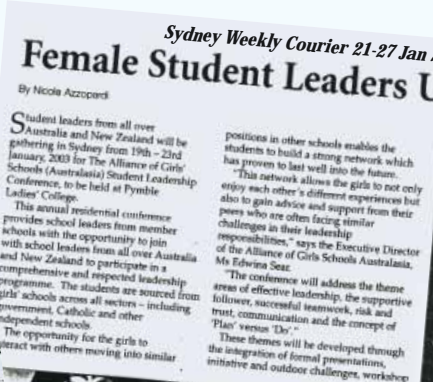 Sydney Weekly Courier 21-27 Jan
Female Student Leaders U
By Nicole Azzopardi
Student leaders from all over
Australia and New Zealand will be
gathering in Sydney from 19th – 23rd
January, 2003 for The Alliance of Girls'
Schools (Australasia) Student Leadership
Conference, to be held at Pymble
Ladies' College.
This annual residential conference
provides school leaders from member
schools with the opportunity to join
with school leaders from all over Australia
and New Zealand to participate in a
comprehensive and respected leadership
programme. The students are sourced from
girls' schools across all sectors – including
government, Catholic and other
independent schools.
The opportunity for the girls to
interact with others moving into similar
positions in other schools enables the
students to build a strong network which
has proven to last well into the future.
"This network allows the girls to not only
enjoy each other's different experiences but
also to gain advice and support from their
peers who are often facing similar
challenges in their leadership
responsibilities," says the Executive Director
of the Alliance of Girls Schools Australasia,
Ms Edwina Sear.
"The conference will address the theme
areas of effective leadership, the supportive
follower, successful teamwork, risk and
trust, communication and the concept of
'Plan' versus 'Do'."
These themes will be developed through
the integration of formal presentations,
initiative and outdoor challenges, workshop